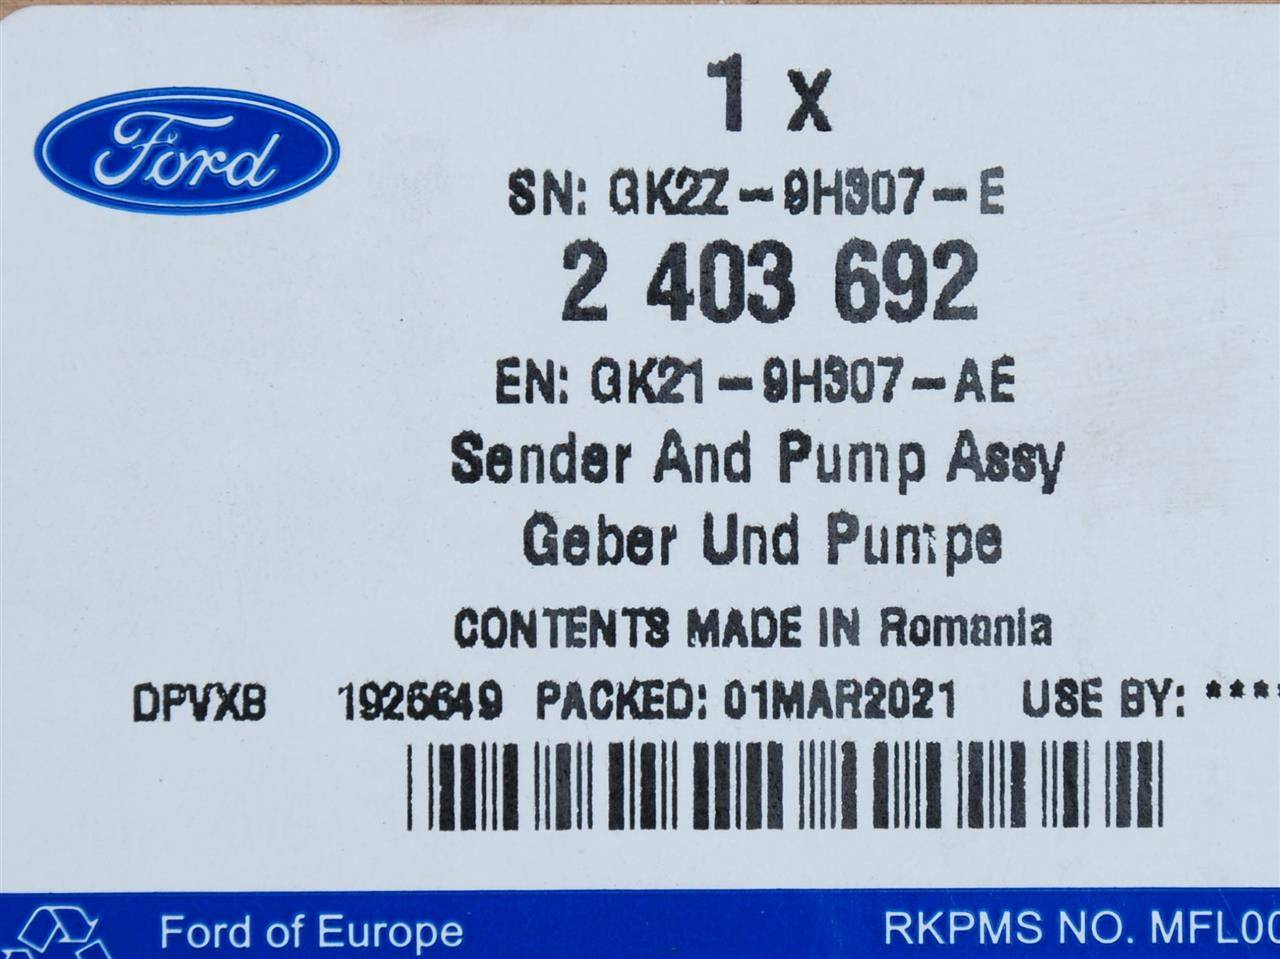 Ford
1 x
SN: GK2Z-9H307-E
2 403 692
EN: GK21-9H307-AE
Sender And Pump Assy
Geber Und Pumpe
CONTENTS MADE IN Romania
DPVXB 1926649 PACKED: 01MAR2021 USE BY: ****
Ford of Europe RKPMS NO. MFL00